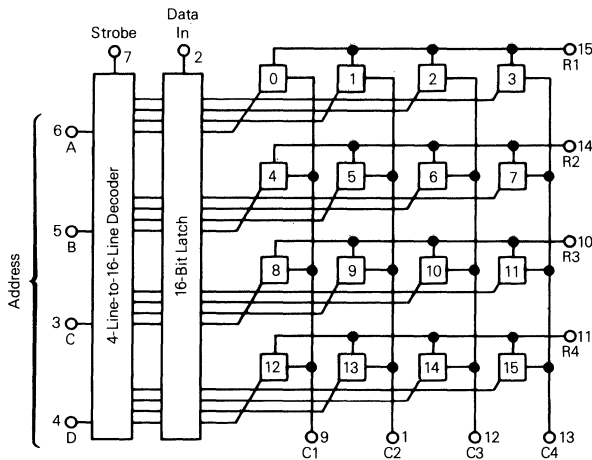 Strobe
7
Data
In
2
15
R1
0
1
2
3
6
A
14
R2
4
5
6
7
5
B
10
R3
8
9
10
11
3
C
11
R4
12
13
14
15
4
D
9
C1
1
C2
12
C3
13
C4
Address
4-Line-to-16-Line Decoder
16-Bit Latch